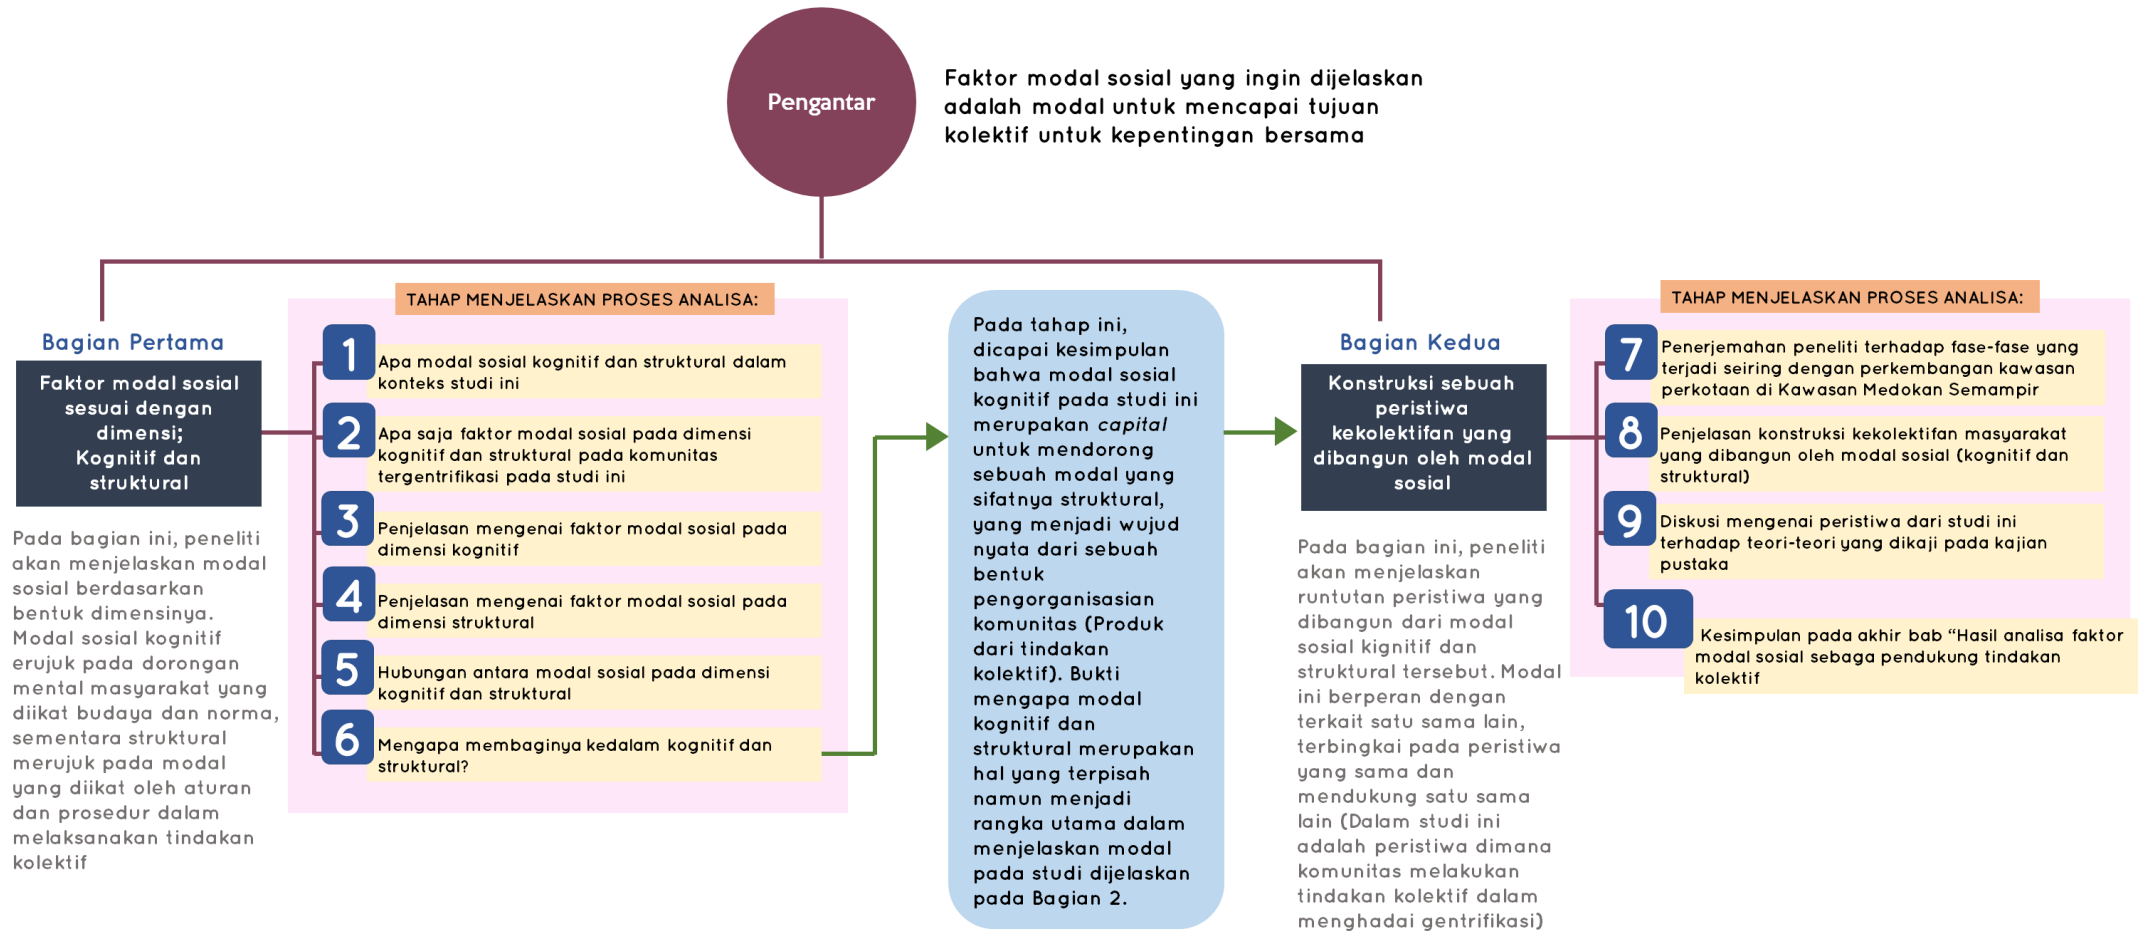 Pengantar
Faktor modal sosial yang ingin dijelaskan
adalah modal untuk mencapai tujuan
kolektif untuk kepentingan bersama
Bagian Pertama
Faktor modal sosial
sesuai dengan
dimensi;
Kognitif dan
struktural
Pada bagian ini, peneliti
akan menjelaskan modal
sosial berdasarkan
bentuk dimensinya.
Modal sosial kognitif
erujuk pada dorongan
mental masyarakat yang
diikat budaya dan norma,
sementara struktural
merujuk pada modal
yang diikat oleh aturan
dan prosedur dalam
melaksanakan tindakan
kolektif
TAHAP MENJELASKAN PROSES ANALISA:
1
Apa modal sosial kognitif dan struktural dalam
konteks studi ini
2
Apa saja faktor modal sosial pada dimensi
kognitif dan struktural pada komunitas
tergentrifikasi pada studi ini
3
Penjelasan mengenai faktor modal sosial pada
dimensi kognitif
4
Penjelasan mengenai faktor modal sosial pada
dimensi struktural
5
Hubungan antara modal sosial pada dimensi
kognitif dan struktural
6
Mengapa membaginya kedalam kognitif dan
struktural?
Pada tahap ini,
dicapai kesimpulan
bahwa modal sosial
kognitif pada studi ini
merupakan capital
untuk mendorong
sebuah modal yang
sifatnya struktural,
yang menjadi wujud
nyata dari sebuah
bentuk
pengorganisasian
komunitas (Produk
dari tindakan
kolektif). Bukti
mengapa modal
kognitif dan
struktural merupakan
hal yang terpisah
namun menjadi
rangka utama dalam
menjelaskan modal
pada studi dijelaskan
pada Bagian 2.
Bagian Kedua
Konstruksi sebuah
peristiwa
kekolektifan yang
dibangun oleh modal
sosial
Pada bagian ini, peneliti
akan menjelaskan
runtutan peristiwa yang
dibangun dari modal
sosial kignitif dan
struktural tersebut. Modal
ini berperan dengan
terkait satu sama lain,
terbingkai pada peristiwa
yang sama dan
mendukung satu sama
lain (Dalam studi ini
adalah peristiwa dimana
komunitas melakukan
tindakan kolektif dalam
menghadai gentrifikasi)
TAHAP MENJELASKAN PROSES ANALISA:
7
Penerjemahan peneliti terhadap fase-fase yang
terjadi seiring dengan perkembangan kawasan
perkotaan di Kawasan Medokan Semampir
8
Penjelasan konstruksi kekolektifan masyarakat
yang dibangun oleh modal sosial (kognitif dan
struktural)
9
Diskusi mengenai peristiwa dari studi ini
terhadap teori-teori yang dikaji pada kajian
pustaka
10
Kesimpulan pada akhir bab “Hasil analisa faktor
modal sosial sebaga pendukung tindakan
kolektif